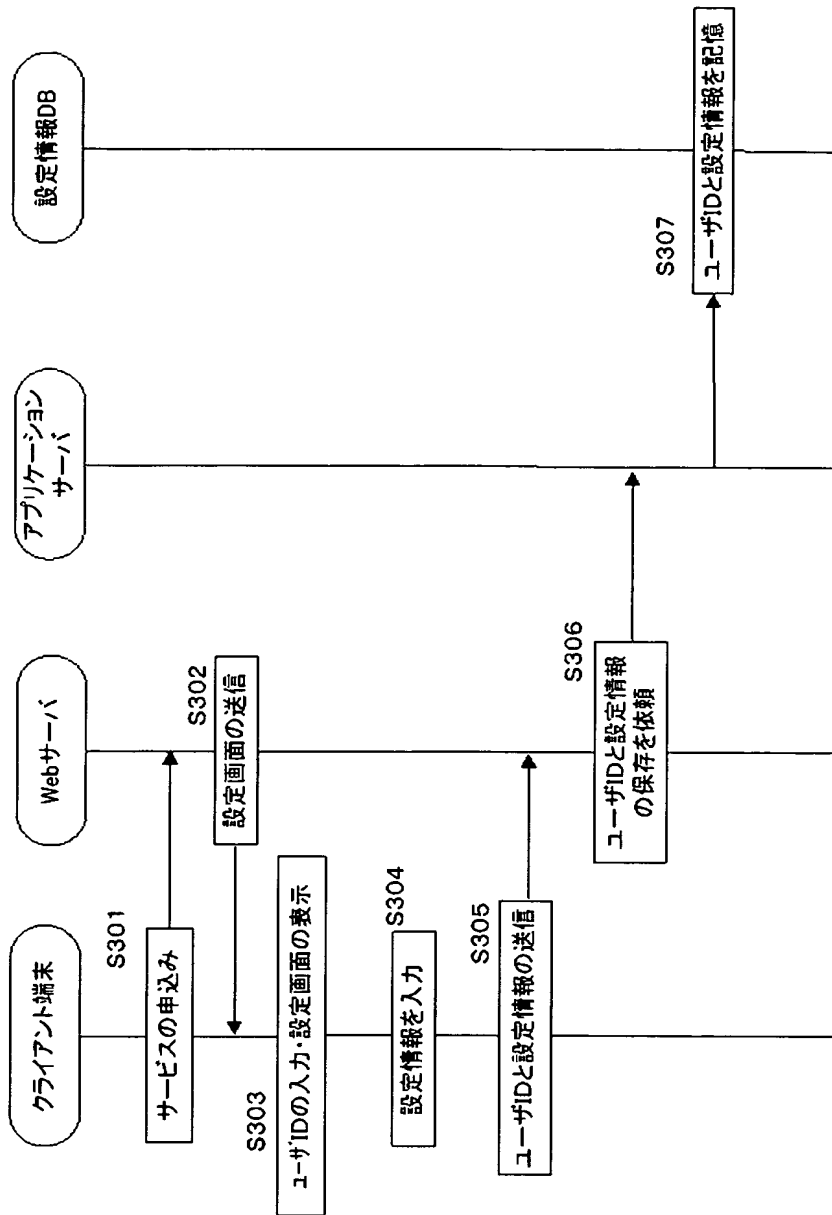 クライアント端末
Webサーバ
アプリケーション
サーバ
設定情報DB
S301
サービスの申込み
S302
設定画面の送信
S303
ユーザIDの入力・設定画面の表示
S304
設定情報を入力
S305
ユーザIDと設定情報の送信
S306
ユーザIDと設定情報
の保存を依頼
S307
ユーザIDと設定情報を記憶